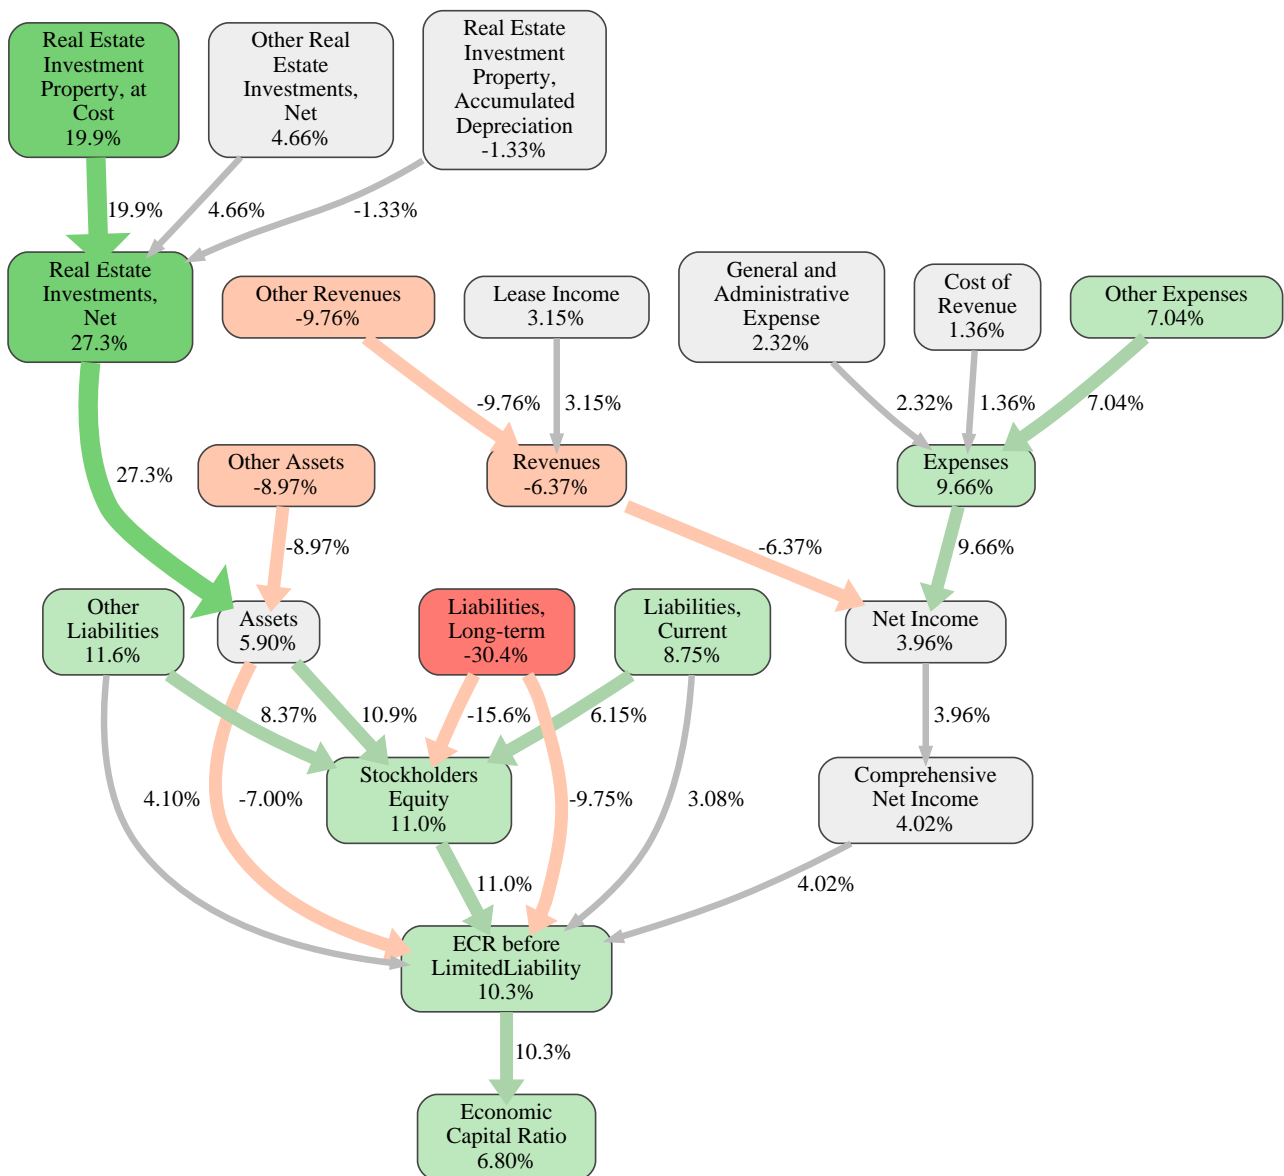 Real Estate
Investment
Property, at
Cost
19.9%
Other Real
Estate
Investments,
Net
4.66%
Real Estate
Investment
Property,
Accumulated
Depreciation
-1.33%
19.9%
4.66%
-1.33%
Real Estate
Investments,
Net
27.3%
Other Revenues
-9.76%
Lease Income
3.15%
General and
Administrative
Expense
2.32%
Cost of
Revenue
1.36%
Other Expenses
7.04%
-9.76%
3.15%
2.32%
1.36%
7.04%
27.3%
Other Assets
-8.97%
Revenues
-6.37%
Expenses
9.66%
-8.97%
-6.37%
9.66%
Other
Liabilities
11.6%
Assets
5.90%
Liabilities,
Long-term
-30.4%
Liabilities,
Current
8.75%
Net Income
3.96%
8.37%
10.9%
-15.6%
6.15%
3.96%
4.10%
-7.00%
Stockholders
Equity
11.0%
-9.75%
3.08%
Comprehensive
Net Income
4.02%
11.0%
4.02%
ECR before
LimitedLiability
10.3%
10.3%
Economic
Capital Ratio
6.80%